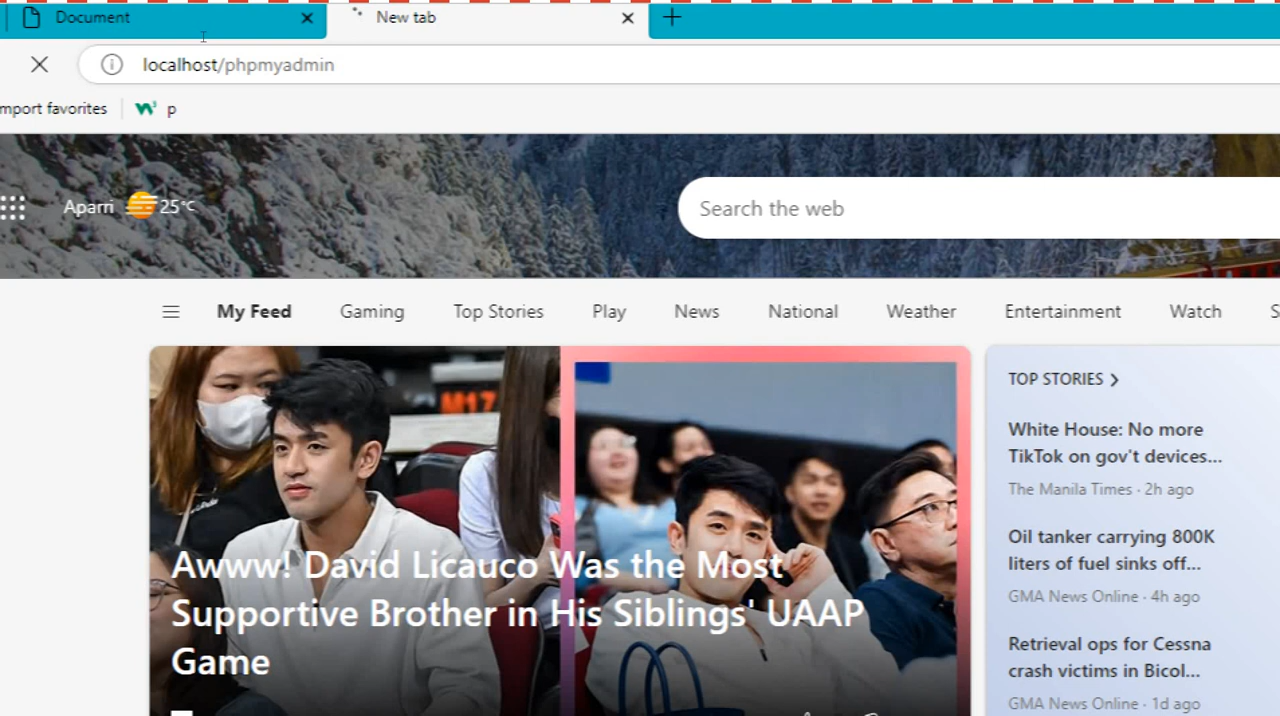 Document
New tab
localhost/phpmyadmin
mport favorites
p
Aparri 25°C
Search the web
My Feed Gaming Top Stories Play News National Weather Entertainment Watch S
M17
TOP STORIES
White House: No more
TikTok on gov't devices...
The Manila Times · 2h ago
Oil tanker carrying 800K
liters of fuel sinks off...
GMA News Online · 4h ago
Retrieval ops for Cessna
crash victims in Bicol...
GMA News Online · 1d ago
Awww! David Licauco Was the Most
Supportive Brother in His Siblings' UAAP
Game